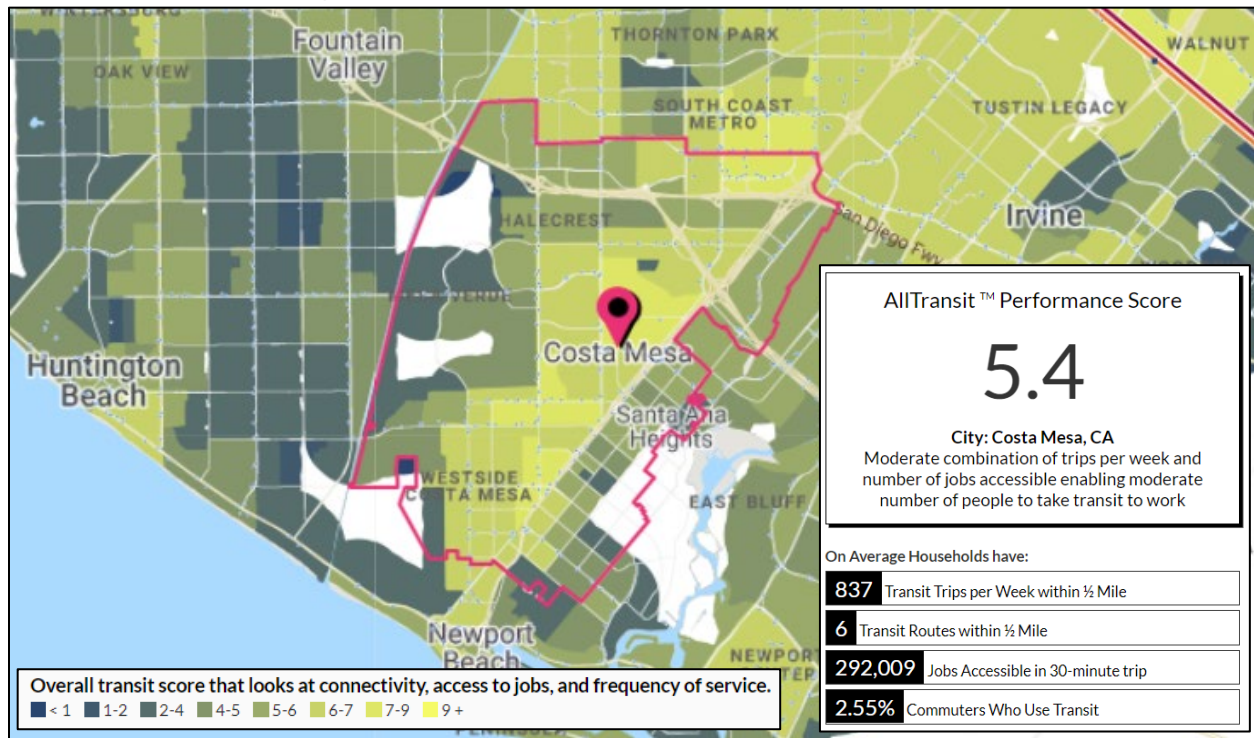 WINTERSBURG
Fountain
Valley
THORNTON PARK
WALNUT
OAK VIEW
SOUTH COAST
METRO
TUSTIN LEGACY
HALECREST
Irvine
San Diego Fwy
VERDE
Costa Mesa
Huntington
Beach
Santa Ana
Heights
WESTSIDE
COSTA MESA
EAST BLUFF
Newport
Beach
NEWPORT
TER
PENINSULA
AllTransit ™ Performance Score
5.4
City: Costa Mesa, CA
Moderate combination of trips per week and
number of jobs accessible enabling moderate
number of people to take transit to work
On Average Households have:
837 Transit Trips per Week within ½ Mile
6 Transit Routes within ½ Mile
292,009 Jobs Accessible in 30-minute trip
2.55% Commuters Who Use Transit
Overall transit score that looks at connectivity, access to jobs, and frequency of service.
< 1 1-2 2-4 4-5 5-6 6-7 7-9 9 +